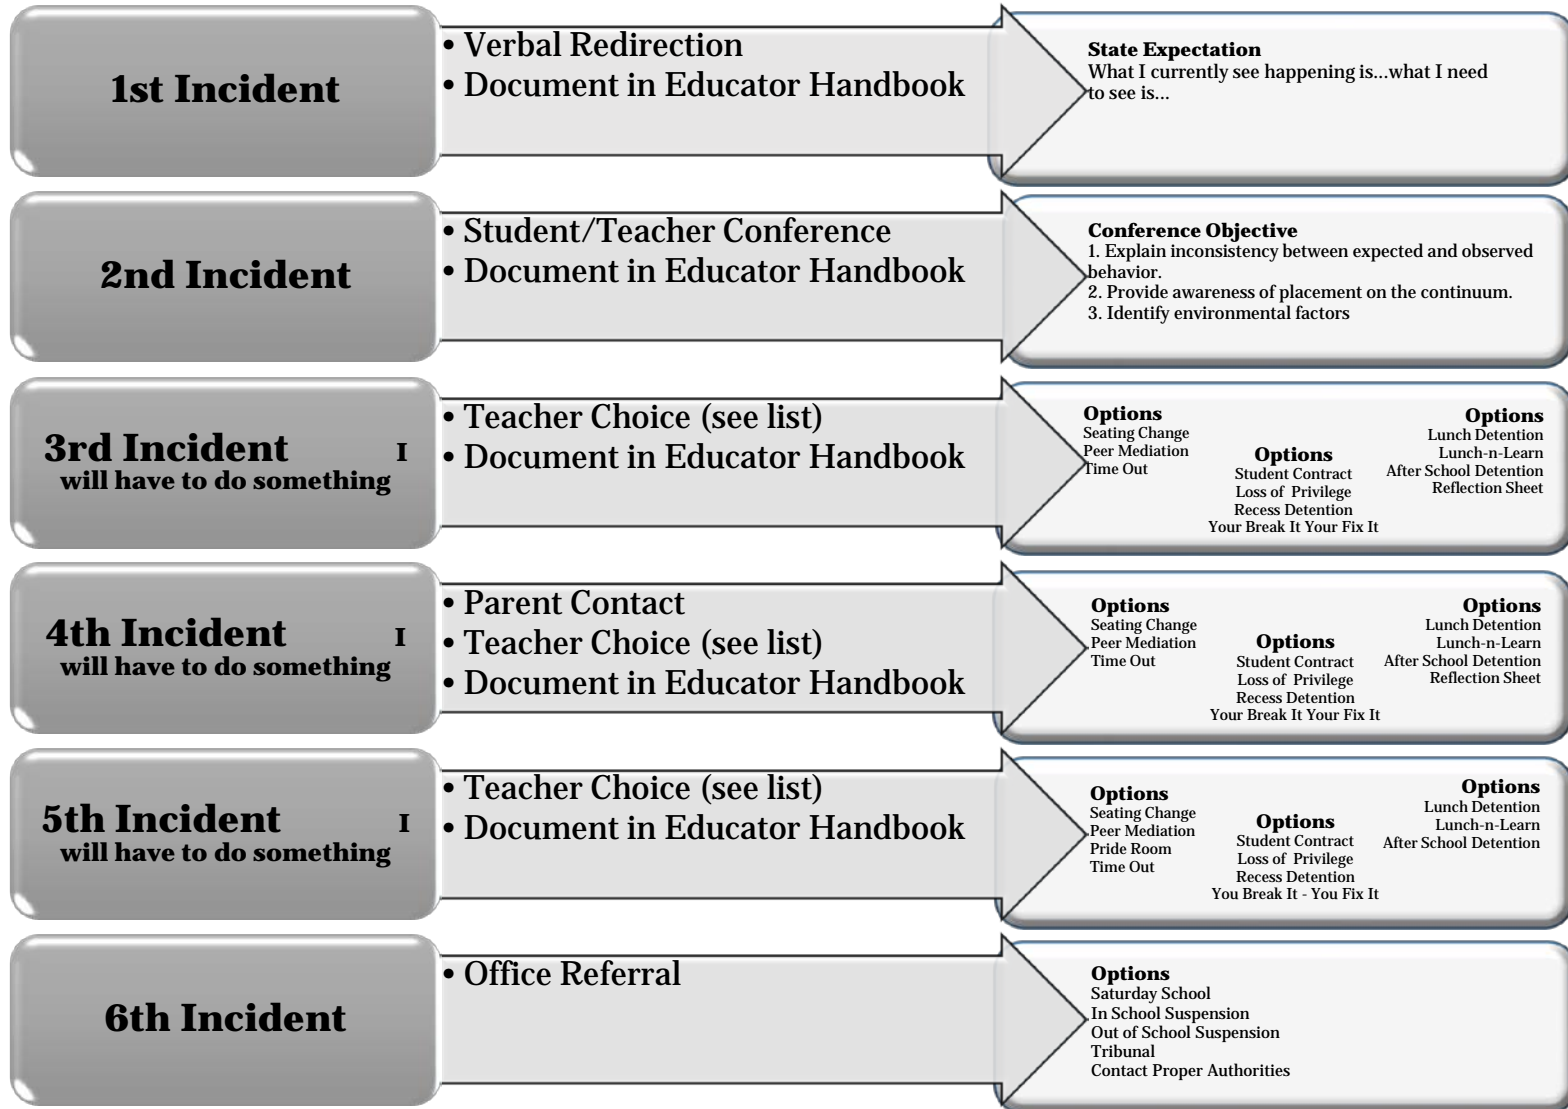 1st Incident
• Verbal Redirection
• Document in Educator Handbook
State Expectation
What I currently see happening is...what I need
to see is...
2nd Incident
• Student/Teacher Conference
• Document in Educator Handbook
Conference Objective
1. Explain inconsistency between expected and observed
behavior.
2. Provide awareness of placement on the continuum.
3. Identify environmental factors
3rd Incident I
will have to do something
• Teacher Choice (see list)
• Document in Educator Handbook
Options
Seating Change
Peer Mediation
Time Out
Options
Student Contract
Loss of Privilege
Recess Detention
Your Break It Your Fix It
Options
Lunch Detention
Lunch-n-Learn
After School Detention
Reflection Sheet
4th Incident I
will have to do something
• Parent Contact
• Teacher Choice (see list)
• Document in Educator Handbook
Options
Seating Change
Peer Mediation
Time Out
Options
Student Contract
Loss of Privilege
Recess Detention
Your Break It Your Fix It
Options
Lunch Detention
Lunch-n-Learn
After School Detention
Reflection Sheet
5th Incident I
will have to do something
• Teacher Choice (see list)
• Document in Educator Handbook
Options
Seating Change
Peer Mediation
Pride Room
Time Out
Options
Student Contract
Loss of Privilege
Recess Detention
You Break It - You Fix It
Options
Lunch Detention
Lunch-n-Learn
After School Detention
6th Incident
• Office Referral
Options
Saturday School
In School Suspension
Out of School Suspension
Tribunal
Contact Proper Authorities